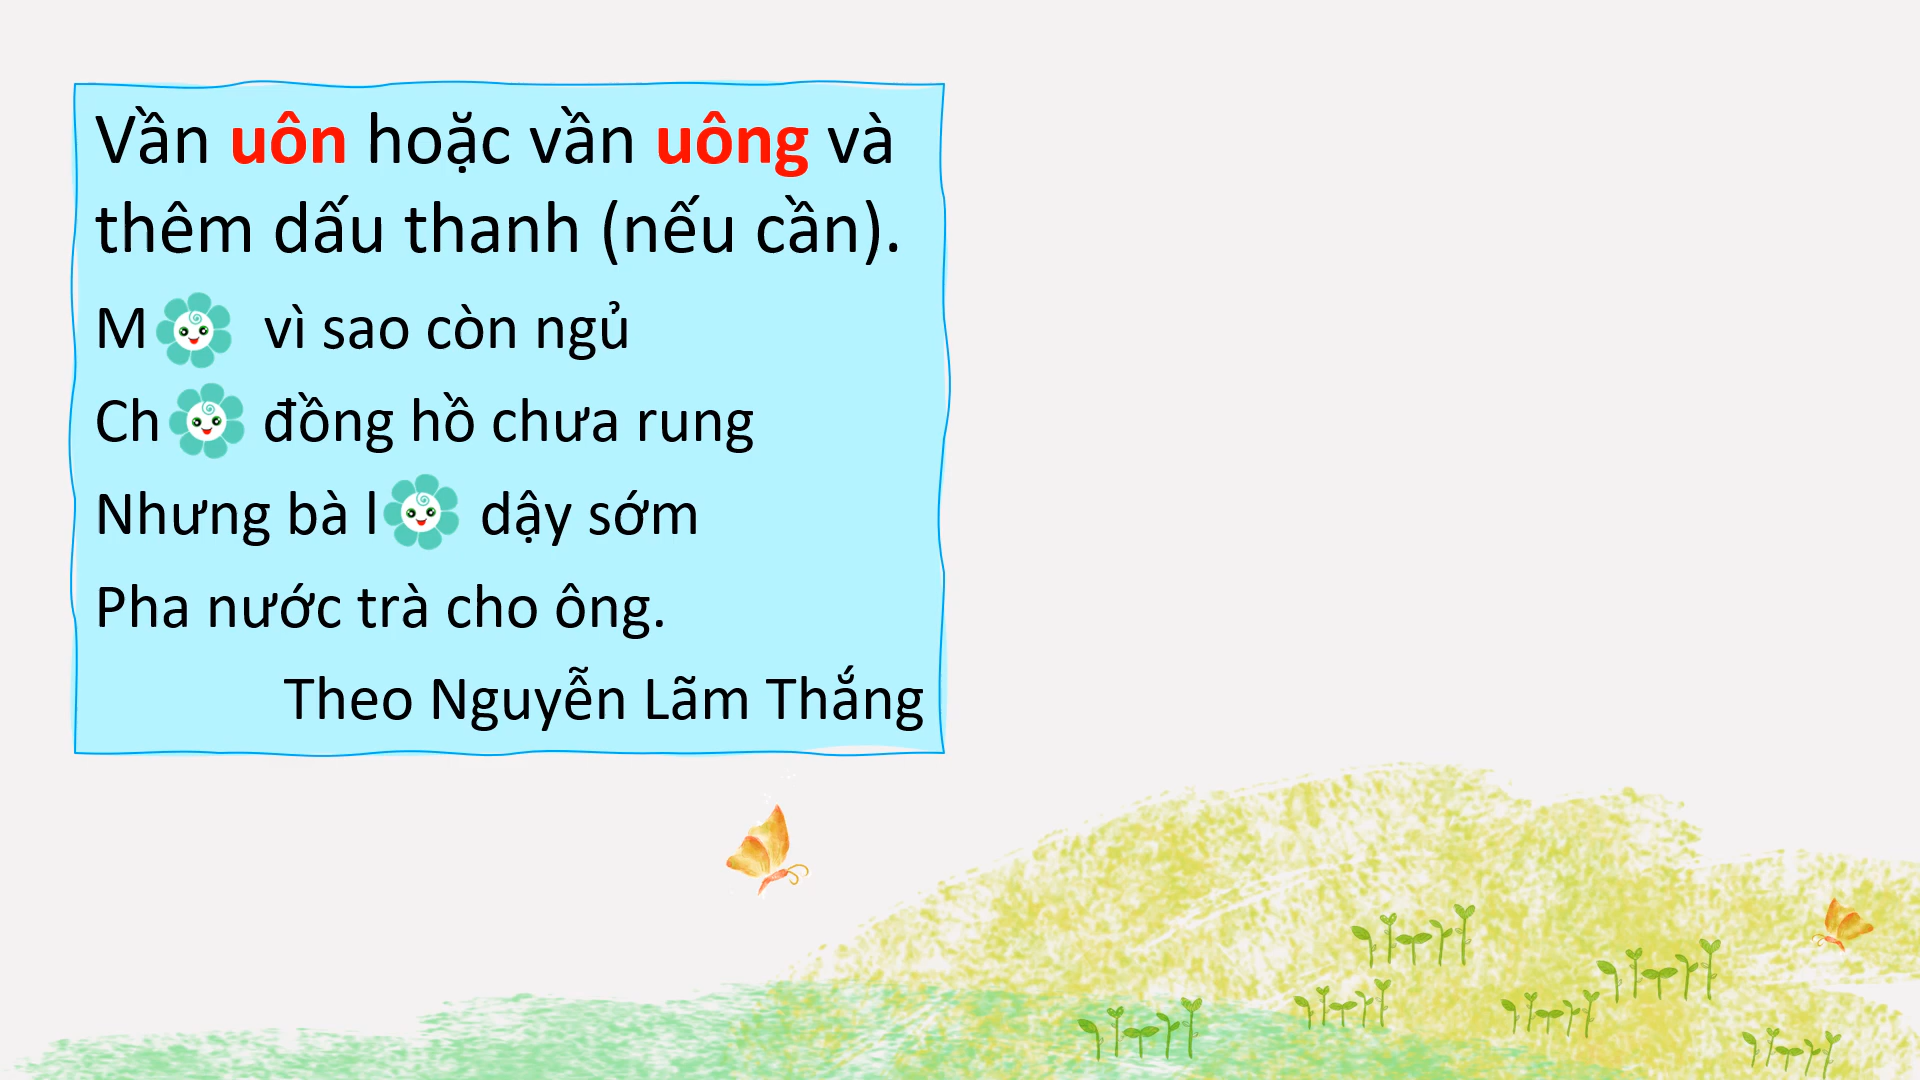 Vần uôn hoặc vần uông và
thêm dấu thanh (nếu cần).
M vì sao còn ngủ
Ch đồng hồ chưa rung
Nhưng bà l dậy sớm
Pha nước trà cho ông.
Theo Nguyễn Lãm Thắng